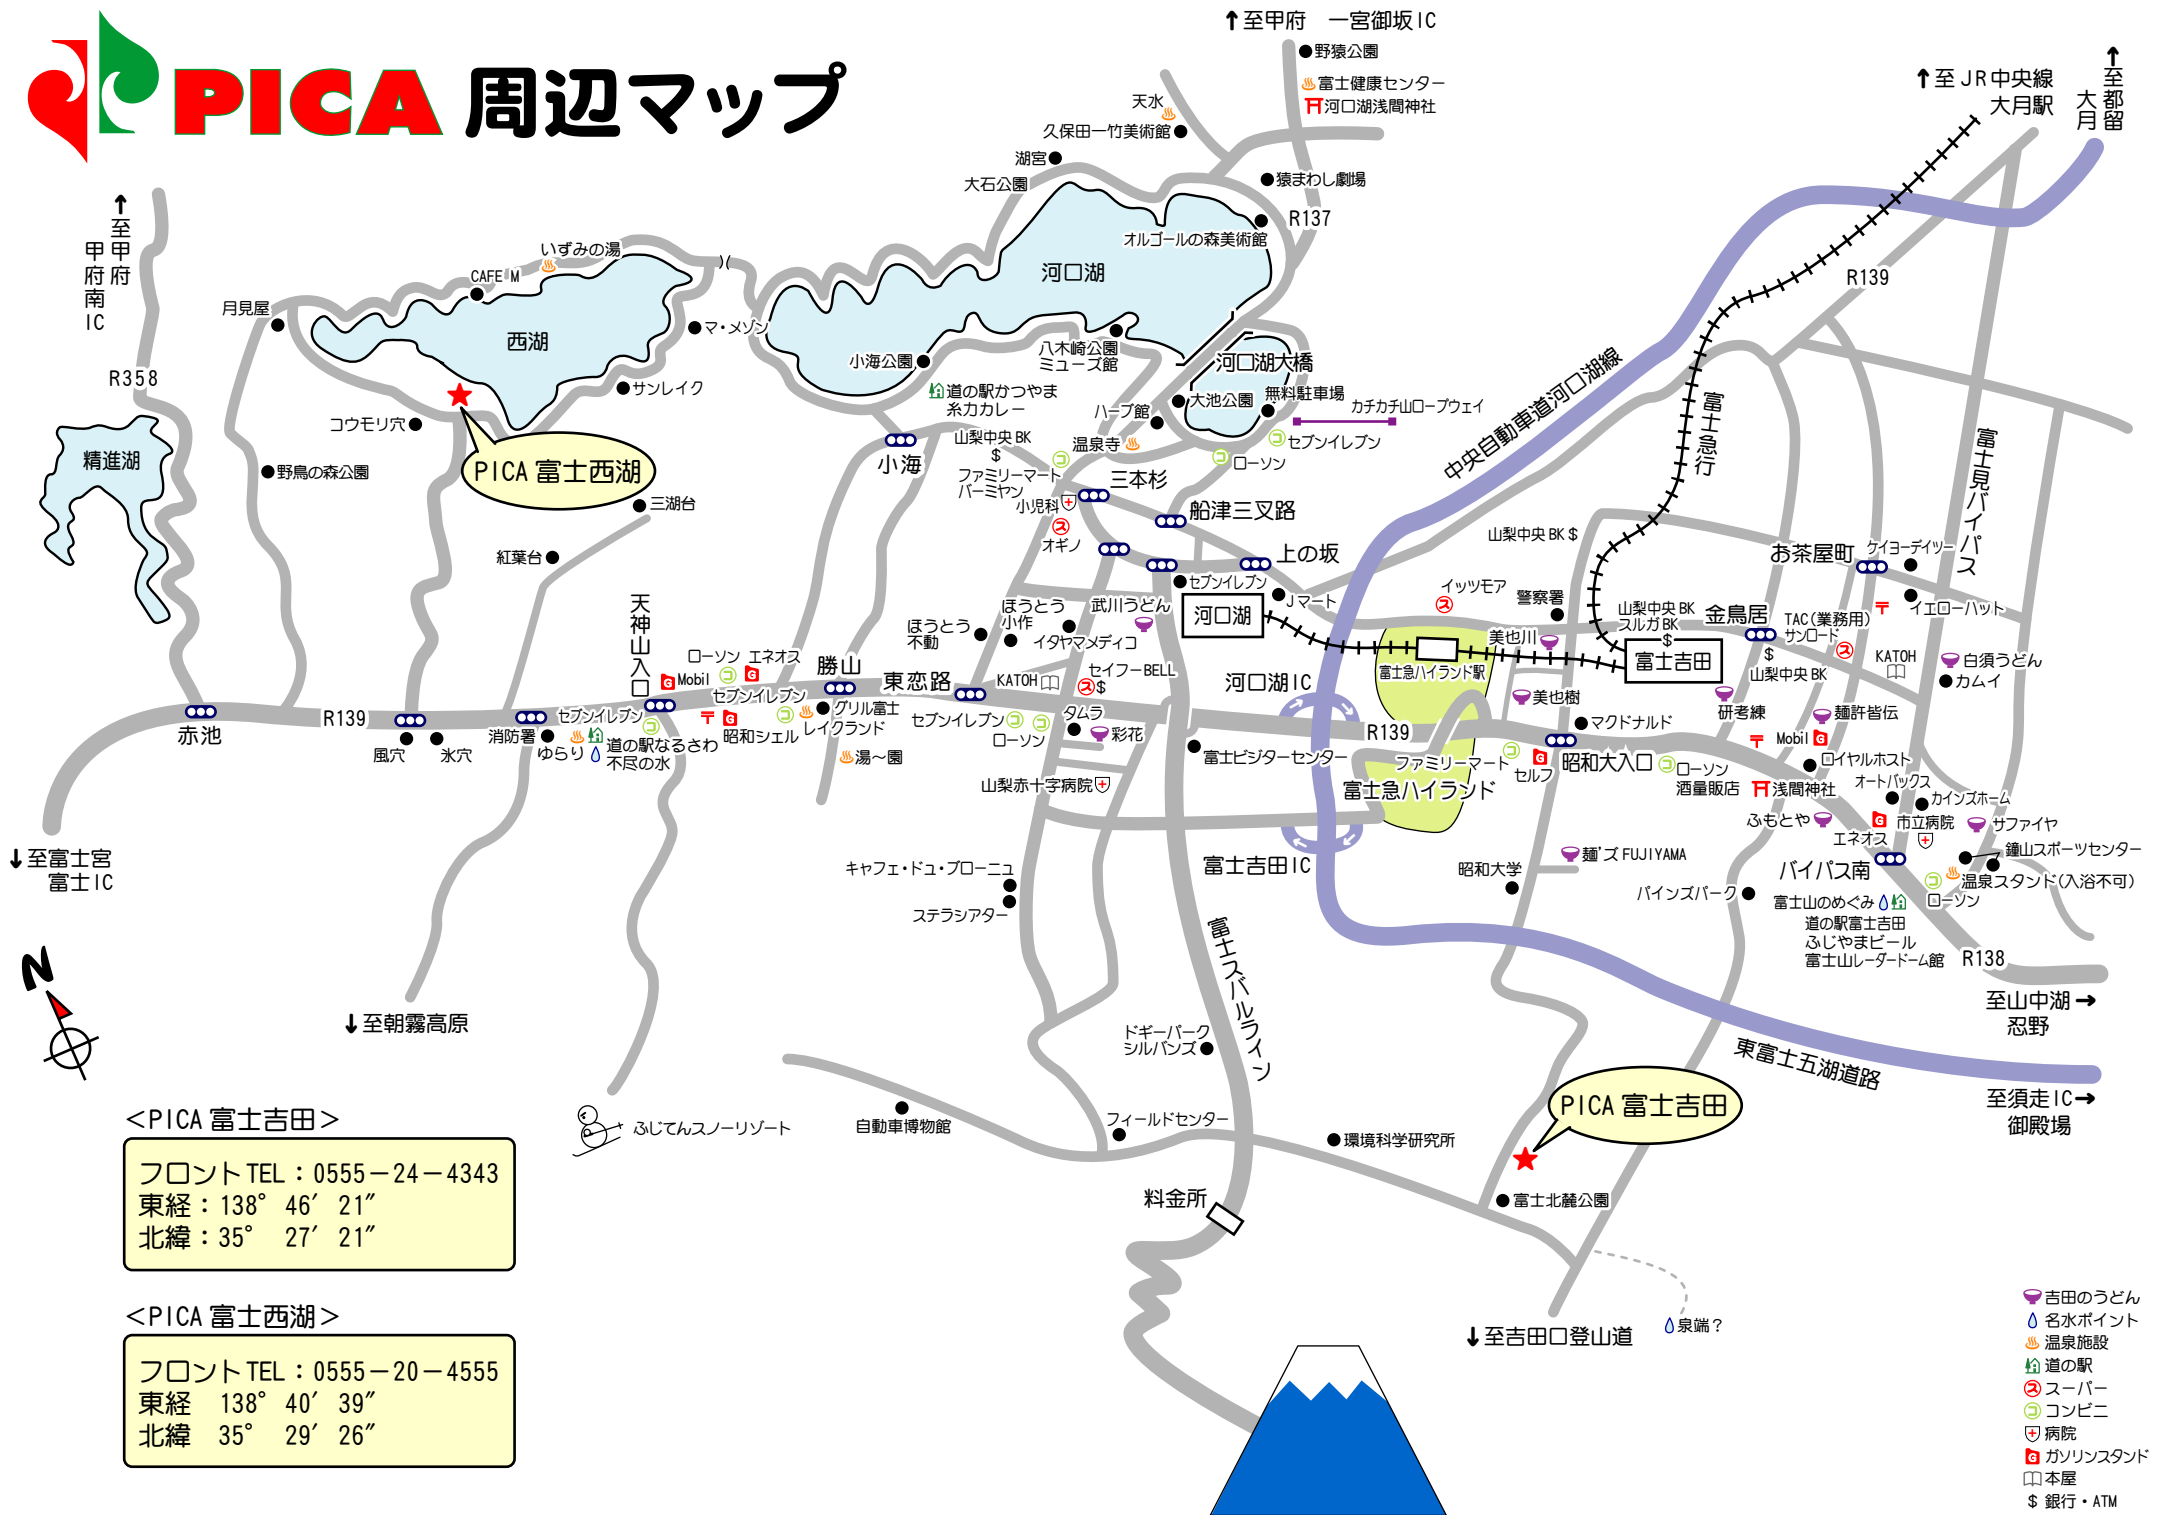 PICA 周辺マップ
↑至甲府 一宮御坂IC
野猿公園
富士健康センター
河口湖浅間神社
天水
久保田一竹美術館
湖宮
大石公園
猿まわし劇場
R137
オルゴールの森美術館
河口湖
↑至JR中央線
大月駅
↑至都留
大月
R139
↑至甲府
甲府南IC
R358
月見屋
CAFE M
いずみの湯
西湖
マ・メゾン
サンレイク
コウモリ穴
PICA 富士西湖
精進湖
野鳥の森公園
三湖台
紅葉台
小海公園
八木崎公園
ミューズ館
河口湖大橋
道の駅かつやま
糸力カレー
大池公園
無料駐車場
カチカチ山ロープウェイ
ハーブ館
セブンイレブン
小海
山梨中央 BK
$
温泉寺
ローソン
ファミリーマート
バーミヤン
三本杉
小児科
船津三叉路
オギノ
上の坂
セブンイレブン
Jマート
河口湖
中央自動車道河口湖線
富士急行
富士見バイパス
山梨中央 BK $
お茶屋町
ケイヨーデイツー
イエローハット
イッツモア
警察署
山梨中央 BK
スルガ BK
$
金鳥居
TAC(業務用)
サンロード
美也川
富士吉田
$
山梨中央 BK
KATOH
白須うどん
カムイ
富士急ハイランド駅
美也樹
研考練
麺許皆伝
マクドナルド
Mobil
ロイヤルホスト
オートバックス
カインズホーム
天神山入口
ローソン
エネオス
Mobil
セブンイレブン
勝山
東恋路
ほうとう
不動
ほうとう
小作
武川うどん
イタヤマメディコ
KATOH
セイフーBELL
$
河口湖IC
赤池
R139
風穴
氷穴
消防署
セブンイレブン
ゆらり
道の駅なるさわ
不尽の水
昭和シェル
グリル富士
レイクランド
湯～園
セブンイレブン
ローソン
タムラ
彩花
富士ビジターセンター
R139
ファミリーマート
セルフ
昭和大入口
ローソン
酒量販店
浅間神社
富士急ハイランド
山梨赤十字病院
ふもとや
エネオス
市立病院
サファイヤ
バイパス南
鐘山スポーツセンター
温泉スタンド(入浴不可)
ローソン
富士山のめぐみ
道の駅富士吉田
ふじやまビール
富士山レーダードーム館
R138
↓至富士宮
富士IC
富士吉田IC
麺'ズ FUJIYAMA
昭和大学
パインズパーク
キャフェ・ドュ・ブローニュ
ステラシアター
富士スバルライン
至山中湖→
忍野
N
↓至朝霧高原
ドギーパーク
シルバンズ
東富士五湖道路
至須走IC→
御殿場
PICA 富士吉田
ふじてんスノーリゾート
自動車博物館
フィールドセンター
環境科学研究所
富士北麓公園
料金所
↓至吉田口登山道
泉端？
＜PICA 富士吉田＞
フロント TEL：0555－24－4343
東経：138° 46′ 21″
北緯：35° 27′ 21″
＜PICA 富士西湖＞
フロント TEL：0555－20－4555
東経 138° 40′ 39″
北緯 35° 29′ 26″
吉田のうどん
名水ポイント
温泉施設
道の駅
スーパー
コンビニ
病院
ガソリンスタンド
本屋
$ 銀行・ATM